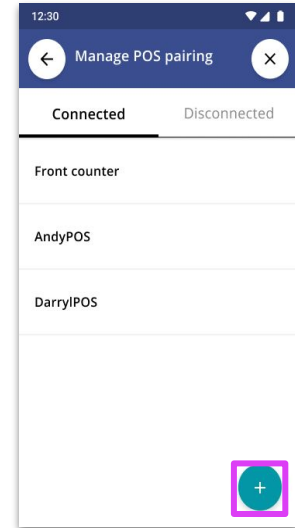 12:30
Manage POS pairing
Connected Disconnected
Front counter
AndyPOS
DarrylPOS
+